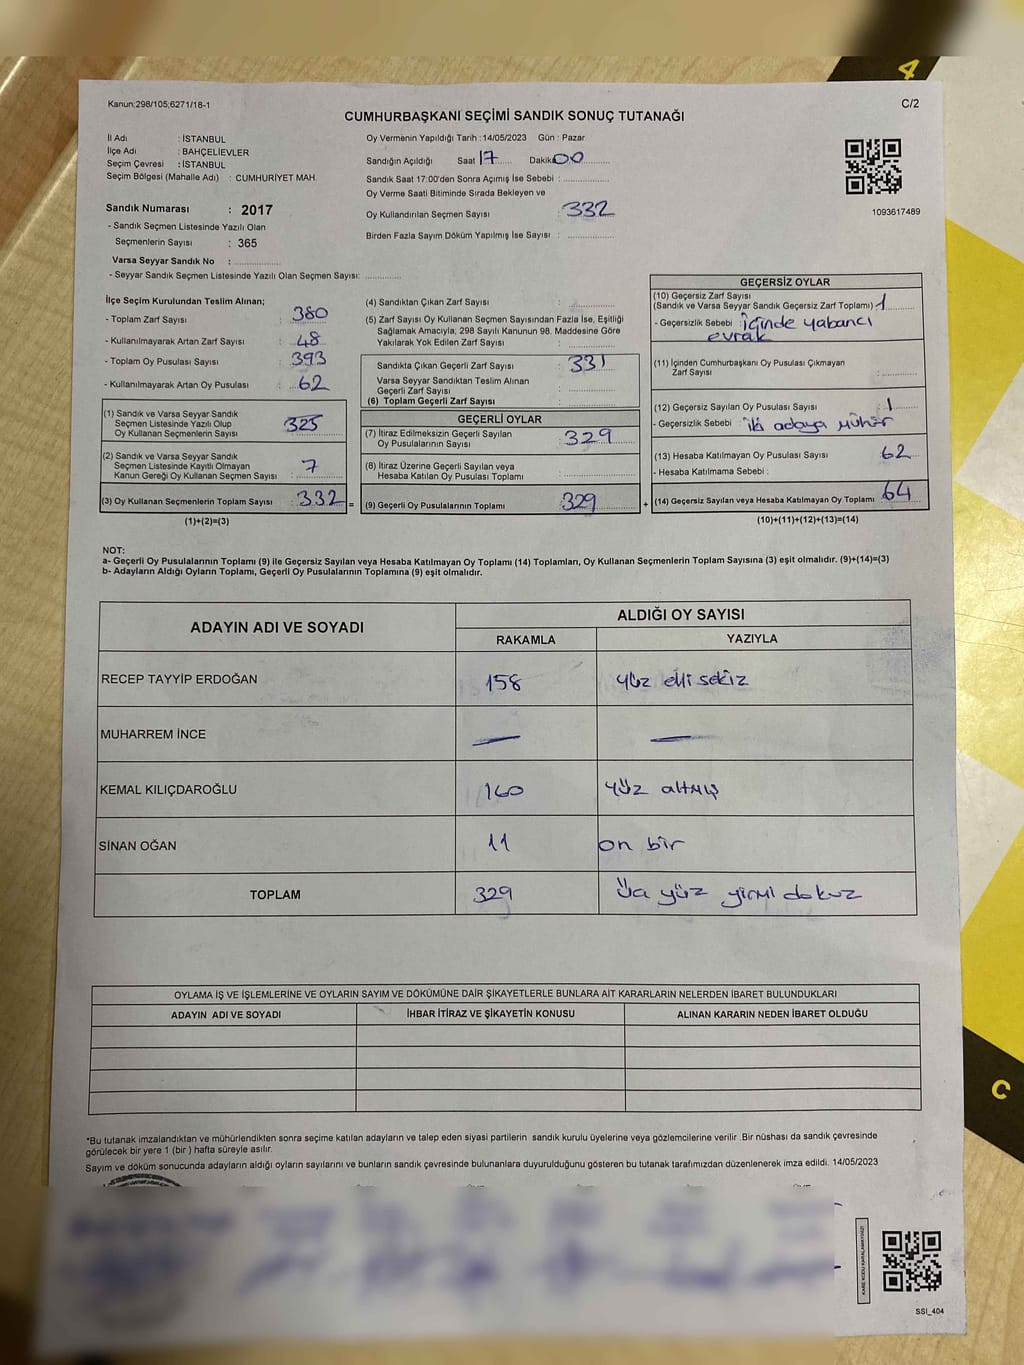 Kanun;298/105;6271/18-1
C/2
CUMHURBAŞKANI SEÇİMİ SANDIK SONUÇ TUTANAĞI
İl Adı : İSTANBUL
İlçe Adı : BAHÇELİEVLER
Seçim Çevresi : İSTANBUL
Seçim Bölgesi (Mahalle Adı) : CUMHURİYET MAH.
Sandık Numarası : 2017
- Sandık Seçmen Listesinde Yazılı Olan
Seçmenlerin Sayısı : 365
Varsa Seyyar Sandık No :
- Seyyar Sandık Seçmen Listesinde Yazılı Olan Seçmen Sayısı:
Oy Vermenin Yapıldığı Tarih : 14/05/2023 Gün : Pazar
Sandığın Açıldığı Saat 17 Dakika 00
Sandık Saat 17:00'den Sonra Açımış İse Sebebi :
Oy Verme Saati Bitiminde Sırada Bekleyen ve
Oy Kullandırılan Seçmen Sayısı : 332
Birden Fazla Sayım Döküm Yapılmış İse Sayısı :
1093617489
İlçe Seçim Kurulundan Teslim Alınan;
- Toplam Zarf Sayısı : 380
- Kullanılmayarak Artan Zarf Sayısı : 48
- Toplam Oy Pusulası Sayısı : 393
- Kullanılmayarak Artan Oy Pusulası : 62
(1) Sandık ve Varsa Seyyar Sandık
Seçmen Listesinde Yazılı Olup
Oy Kullanan Seçmenlerin Sayısı : 325
(2) Sandık ve Varsa Seyyar Sandık
Seçmen Listesinde Kayıtlı Olmayan
Kanun Gereği Oy Kullanan Seçmen Sayısı : 7
(3) Oy Kullanan Seçmenlerin Toplam Sayısı : 332 =
(1)+(2)=(3)
(4) Sandıktan Çıkan Zarf Sayısı :
(5) Zarf Sayısı Oy Kullanan Seçmen Sayısından Fazla İse, Eşitliği
Sağlamak Amacıyla; 298 Sayılı Kanunun 98. Maddesine Göre
Yakılarak Yok Edilen Zarf Sayısı :
Sandıkta Çıkan Geçerli Zarf Sayısı : 331
Varsa Seyyar Sandıktan Teslim Alınan
Geçerli Zarf Sayısı :
(6) Toplam Geçerli Zarf Sayısı :
GEÇERLİ OYLAR
(7) İtiraz Edilmeksizin Geçerli Sayılan
Oy Pusulasının Sayısı : 329
(8) İtiraz Üzerine Geçerli Sayılan veya
Hesaba Katılan Oy Pusulası Toplamı :
(9) Geçerli Oy Pusulalarının Toplamı : 329 +
GEÇERSİZ OYLAR
(10) Geçersiz Zarf Sayısı
(Sandık ve Varsa Seyyar Sandık Geçersiz Zarf Toplamı) 1
- Geçersizlik Sebebi : içinde yabancı
evrak
(11) İçinden Cumhurbaşkanı Oy Pusulası Çıkmayan
Zarf Sayısı :
(12) Geçersiz Sayılan Oy Pusulası Sayısı : 1
- Geçersizlik Sebebi : iki adaya mühür
(13) Hesaba Katılmayan Oy Pusulası Sayısı : 62
- Hesaba Katılmama Sebebi :
(14) Geçersiz Sayılan veya Hesaba Katılmayan Oy Toplamı : 64
(10)+(11)+(12)+(13)=(14)
NOT:
a- Geçerli Oy Pusulalarının Toplamı (9) ile Geçersiz Sayılan veya Hesaba Katılmayan Oy Toplamı (14) Toplamları, Oy Kullanan Seçmenlerin Toplam Sayısına (3) eşit olmalıdır. (9)+(14)=(3)
b- Adayların Aldığı Oyların Toplamı, Geçerli Oy Pusulalarının Toplamına (9) eşit olmalıdır.
ADAYIN ADI VE SOYADI
ALDIĞI OY SAYISI
RAKAMLA YAZIYLA
RECEP TAYYİP ERDOĞAN 158 yüz elli sekiz
MUHARREM İNCE — —
KEMAL KILIÇDAROĞLU 160 yüz altmış
SİNAN OĞAN 11 on bir
TOPLAM 329 Üç yüz yirmi dokuz
OYLAMA İŞ VE İŞLEMLERİNE VE OYLARIN SAYIM VE DÖKÜMÜNE DAİR ŞİKAYETLERLE BUNLARA AİT KARARLARIN NELERDEN İBARET BULUNDUKLARI
ADAYIN ADI VE SOYADI İHBAR İTİRAZ VE ŞİKAYETİN KONUSU ALINAN KARARIN NEDEN İBARET OLDUĞU
*Bu tutanak imzalandıktan ve mühürlendikten sonra seçime katılan adayların ve talep eden siyasi partilerin sandık kurulu üyelerine veya gözlemcilerine verilir .Bir nüshası da sandık çevresinde
görülecek bir yere 1 (bir ) hafta süreyle asılır.
Sayım ve döküm sonucunda adayların aldığı oyların sayılarını ve bunların sandık çevresinde bulunanlara duyurulduğunu gösteren bu tutanak tarafımızdan düzenlenerek imza edildi. 14/05/2023
KARE KODU KARALAMAYINIZ!
SSI_404
4
C